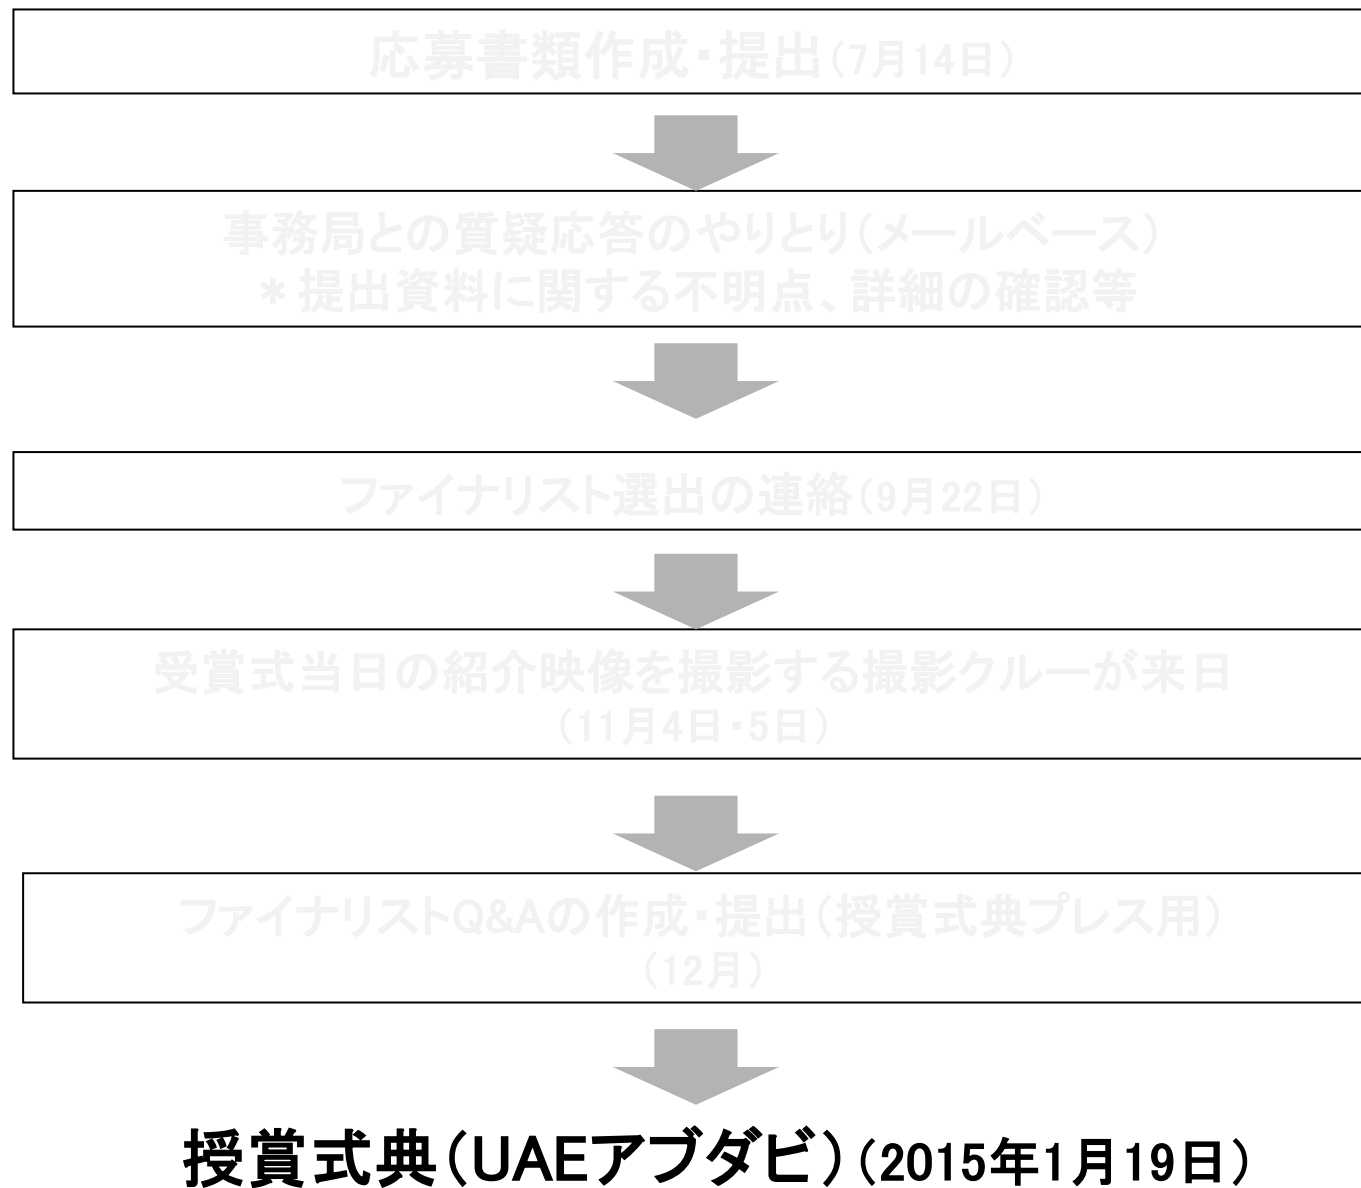 応募書類作成・提出（7月14日）
事務局との質疑応答のやりとり（メールベース）
＊提出資料に関する不明点、詳細の確認等
ファイナリスト選出の連絡（9月22日）
受賞式当日の紹介映像を撮影する撮影クルーが来日
（11月4日・5日）
ファイナリストQ&Aの作成・提出（授賞式典プレス用）
（12月）
授賞式典（UAEアブダビ）（2015年1月19日）